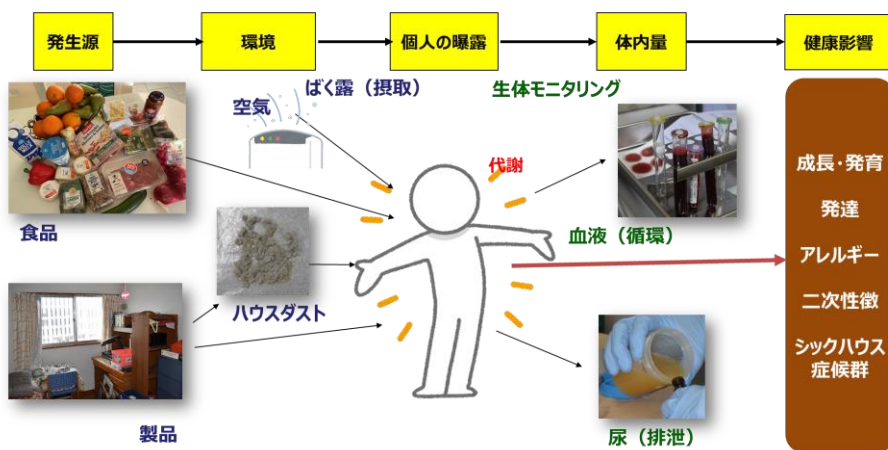 発生源
環境
個人の曝露
体内量
健康影響
ばく露（摂取）
生体モニタリング
空気
代謝
食品
血液（循環）
ハウスダスト
製品
尿（排泄）
成長・発育
発達
アレルギー
二次性徴
シックハウス
症候群